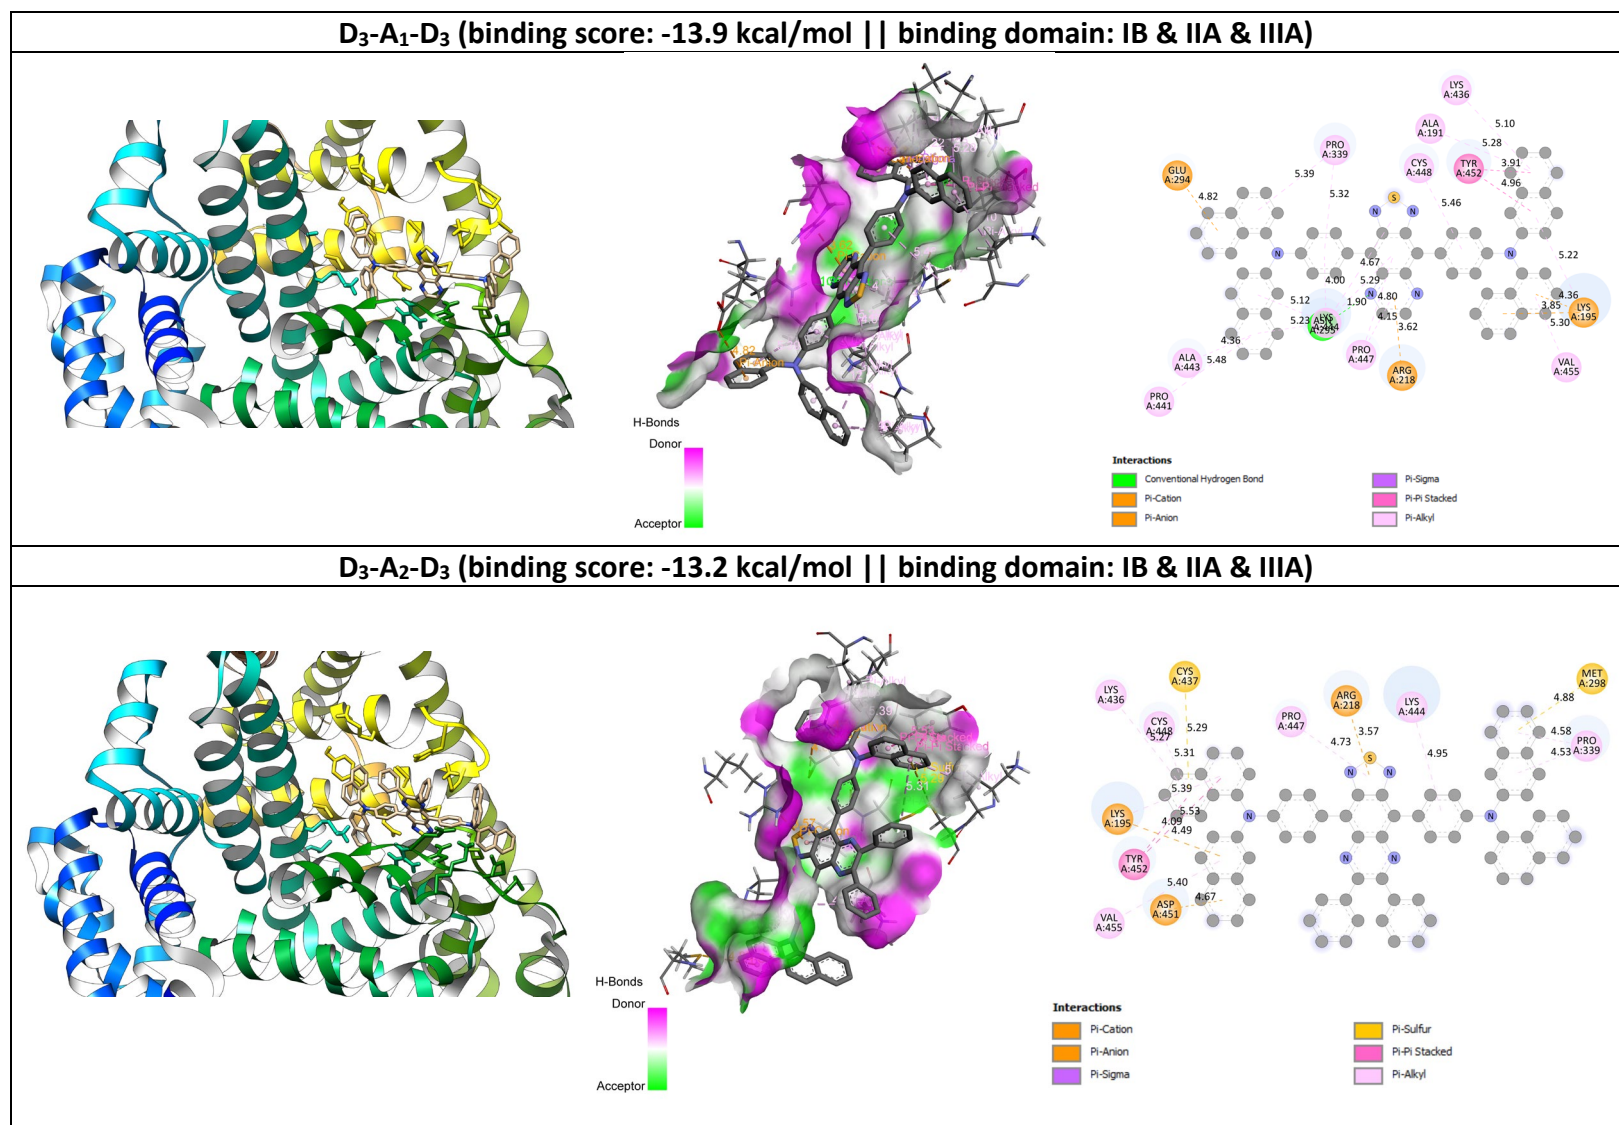 D₃-A₁-D₃ (binding score: -13.9 kcal/mol || binding domain: IB & IIA & IIIA)
H-Bonds
Donor
Acceptor
4.82
LYS
A:436
5.10
ALA
A:191
5.28
PRO
A:339
CYS
A:448
TYR
A:452
3.91
4.96
GLU
A:294
4.82
5.39
5.32
5.46
S
N
N
N
N
5.22
4.67
4.00
5.29
N
N
4.36
3.85
LYS
A:195
5.30
5.12
1.90
4.80
5.23
4.15
3.62
4.36
ALA
A:443
5.48
PRO
A:447
ARG
A:218
VAL
A:455
PRO
A:441
Interactions
Conventional Hydrogen Bond
Pi-Cation
Pi-Anion
Pi-Sigma
Pi-Pi Stacked
Pi-Alkyl
D₃-A₂-D₃ (binding score: -13.2 kcal/mol || binding domain: IB & IIA & IIIA)
H-Bonds
Donor
Acceptor
5.31
LYS
A:436
CYS
A:437
CYS
A:448
5.27
5.29
5.31
PRO
A:447
4.73
ARG
A:218
3.57
LYS
A:444
4.95
MET
A:298
4.88
4.58
4.53
PRO
A:339
S
N
N
5.39
5.53
4.09
4.49
LYS
A:195
N
N
N
N
TYR
A:452
5.40
4.67
ASP
A:451
VAL
A:455
Interactions
Pi-Cation
Pi-Anion
Pi-Sigma
Pi-Sulfur
Pi-Pi Stacked
Pi-Alkyl